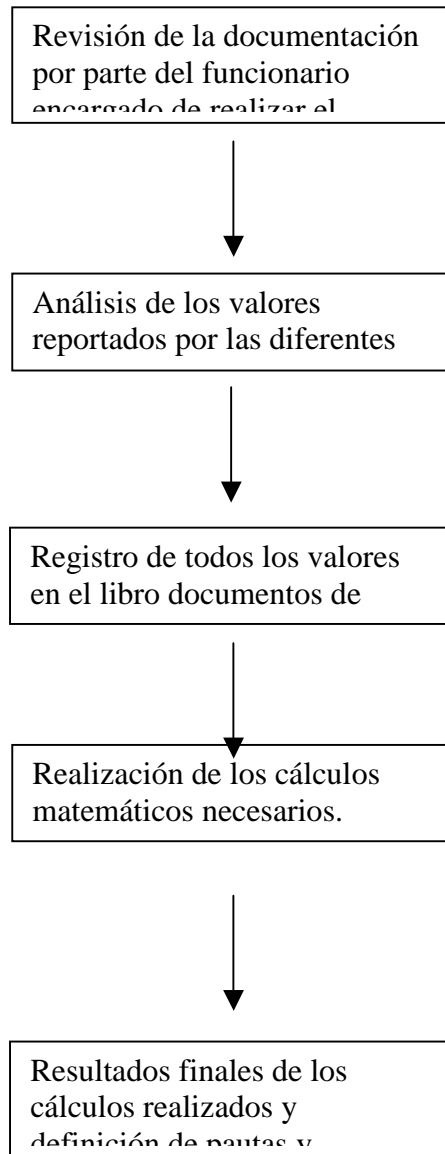 Revisión de la documentación
por parte del funcionario
encargado de realizar el
Análisis de los valores
reportados por las diferentes
Registro de todos los valores
en el libro documentos de
Realización de los cálculos
matemáticos necesarios.
Resultados finales de los
cálculos realizados y
definición de pautas y